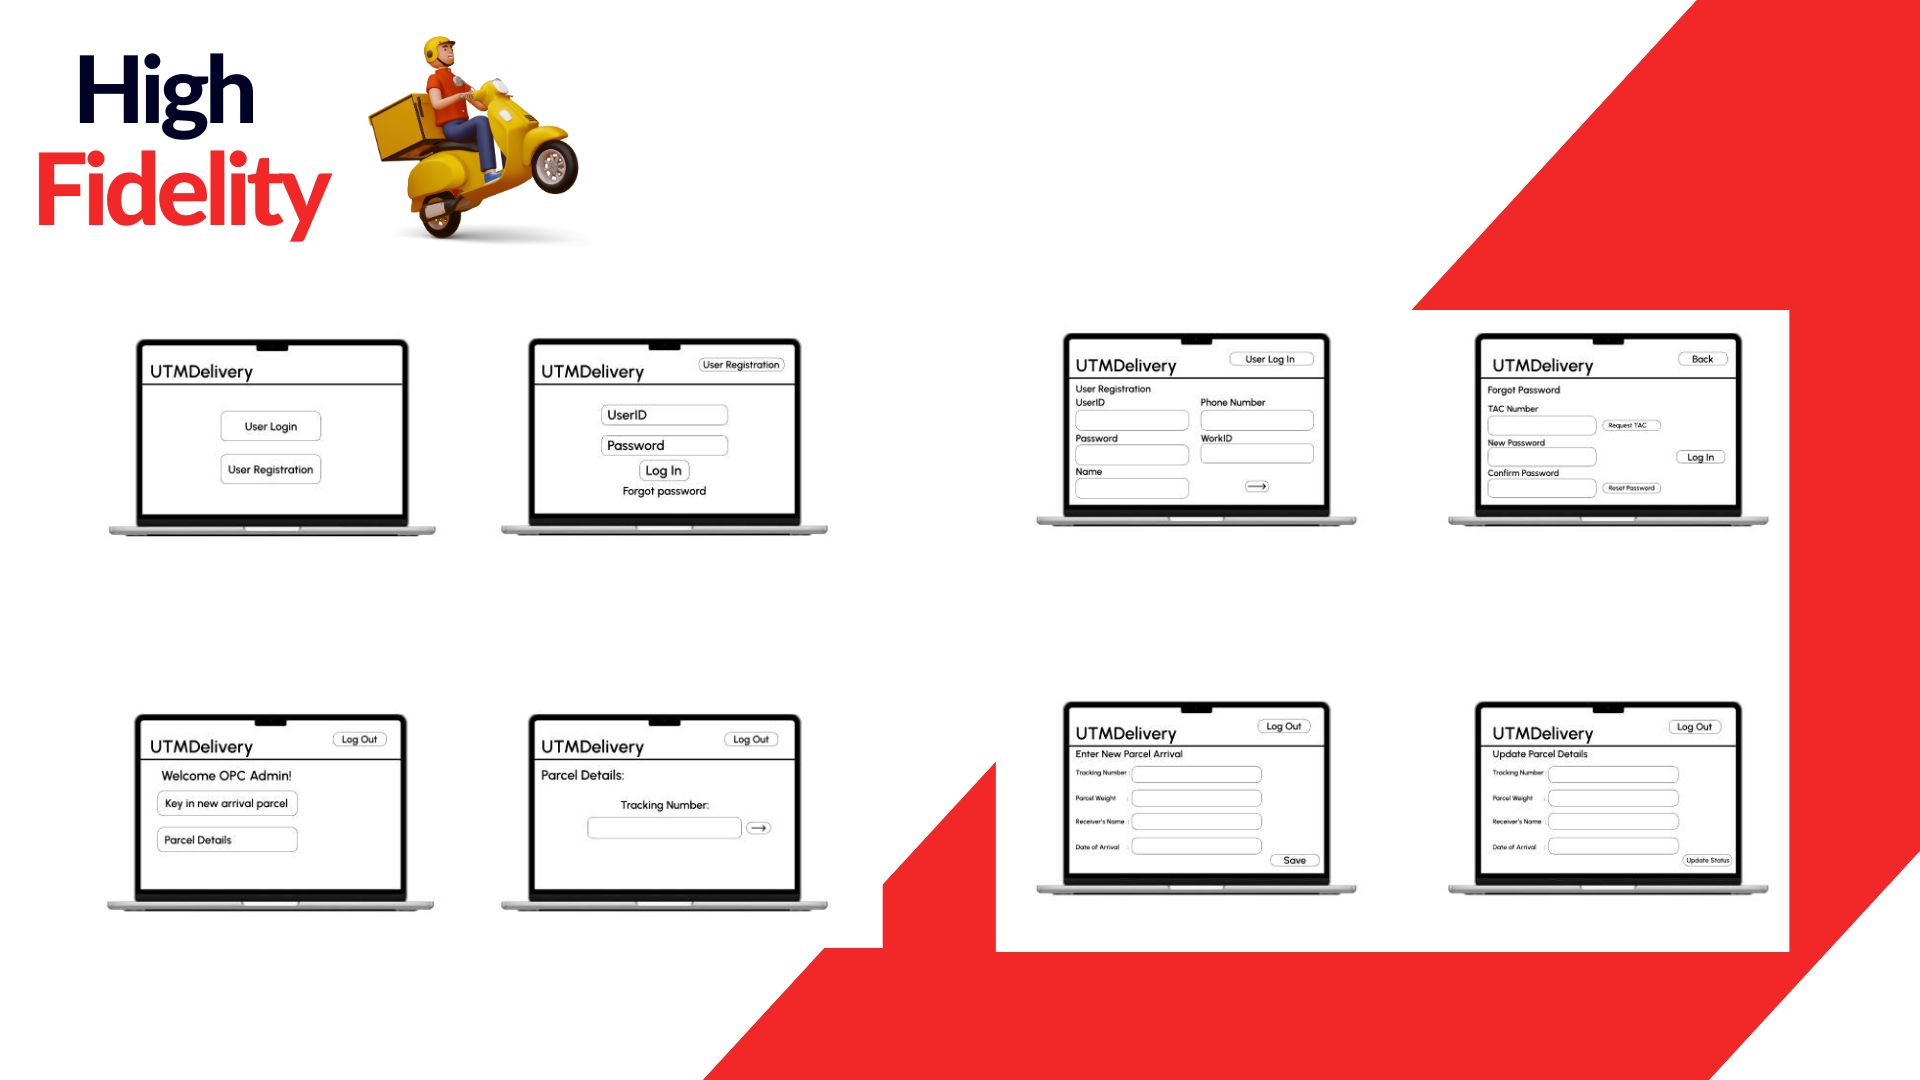 High
Fidelity
UTMDelivery
User Login
User Registration
UTMDelivery
User Registration
UserID
Password
Log In
Forgot password
UTMDelivery
User Log In
User Registration
UserID
Phone Number
Password
WorkID
Name
UTMDelivery
Back
Forgot Password
TAC Number
Request TAC
New Password
Log In
Confirm Password
Reset Password
UTMDelivery
Log Out
Welcome OPC Admin!
Key in new arrival parcel
Parcel Details
UTMDelivery
Log Out
Parcel Details:
Tracking Number:
UTMDelivery
Log Out
Enter New Parcel Arrival
Tracking Number :
Parcel Weight :
Receiver's Name :
Date of Arrival :
Save
UTMDelivery
Log Out
Update Parcel Details
Tracking Number :
Parcel Weight :
Receiver's Name :
Date of Arrival :
Update Status